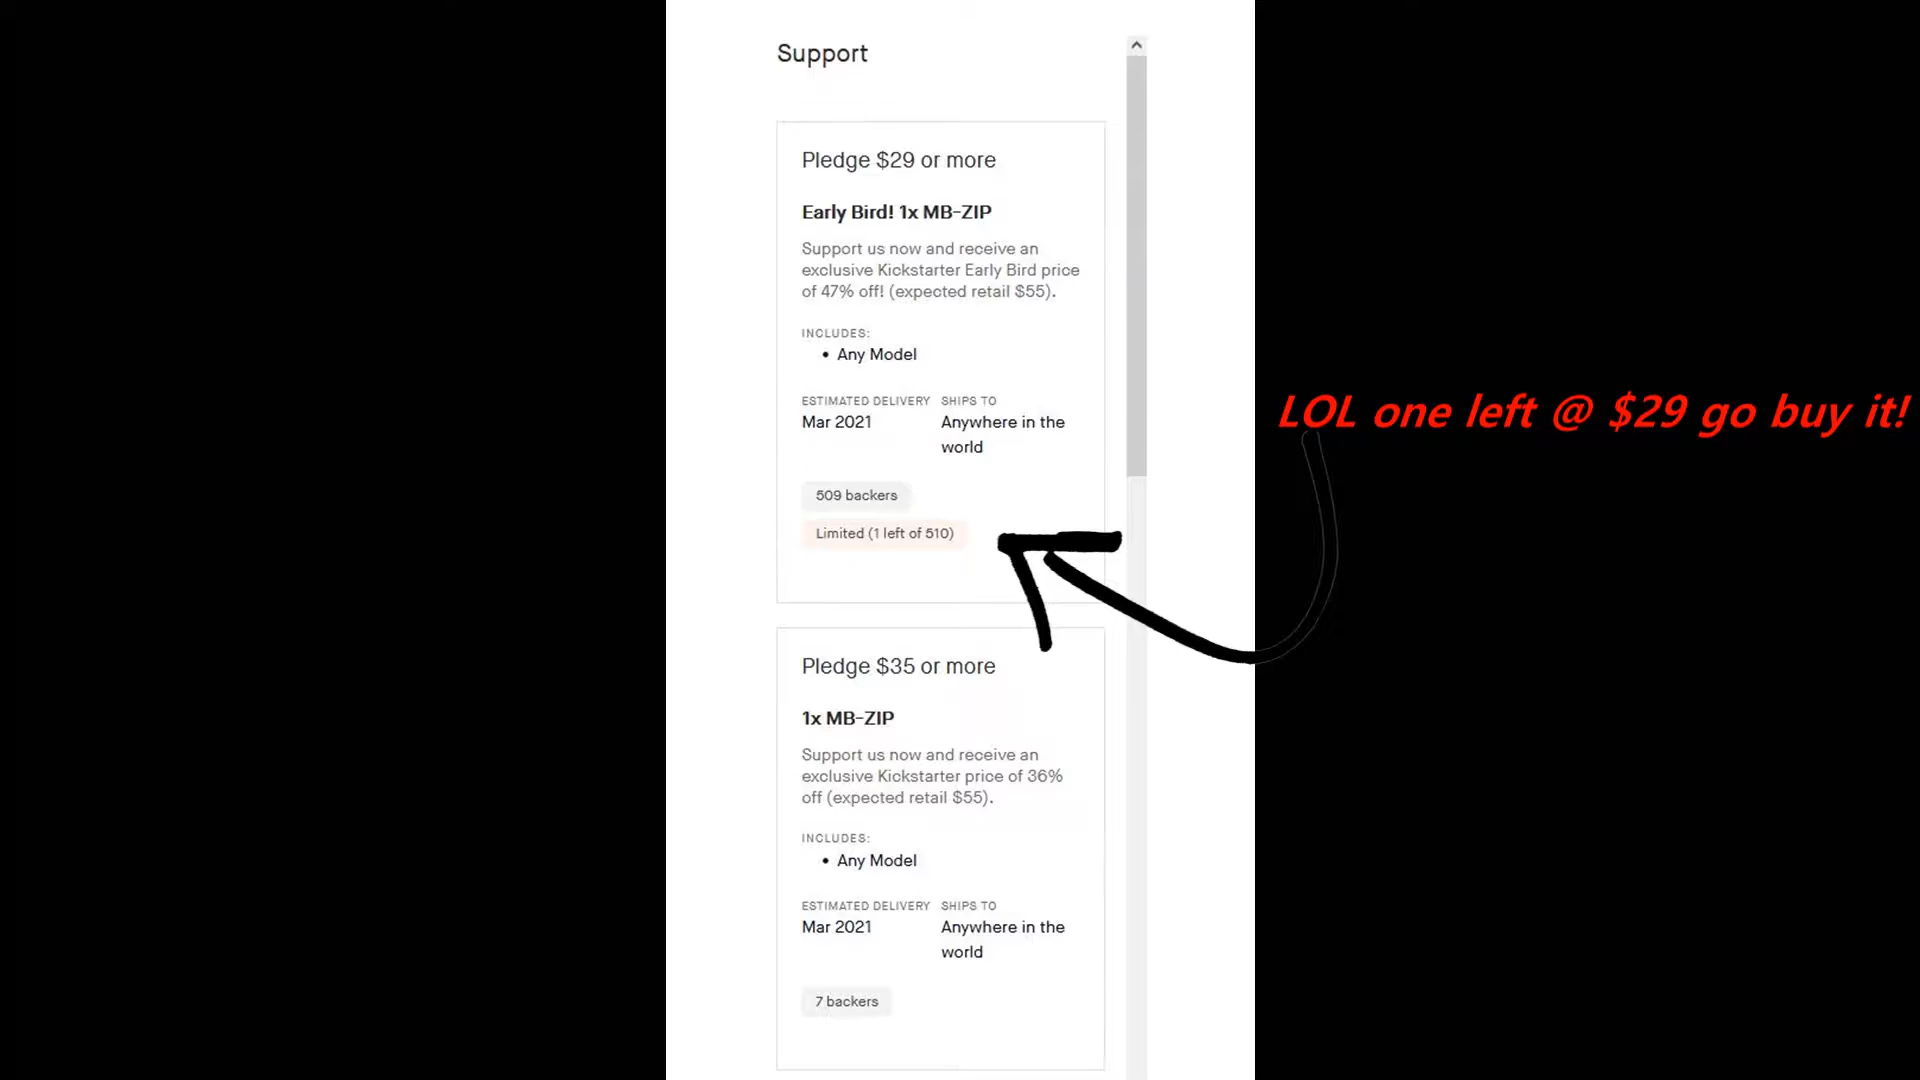 Support
Pledge $29 or more
Early Bird! 1x MB-ZIP
Support us now and receive an
exclusive Kickstarter Early Bird price
of 47% off! (expected retail $55).
INCLUDES:
• Any Model
ESTIMATED DELIVERY SHIPS TO
Mar 2021 Anywhere in the
world
509 backers
Limited (1 left of 510)
LOL one left @ $29 go buy it!
Pledge $35 or more
1x MB-ZIP
Support us now and receive an
exclusive Kickstarter price of 36%
off (expected retail $55).
INCLUDES:
• Any Model
ESTIMATED DELIVERY SHIPS TO
Mar 2021 Anywhere in the
world
7 backers